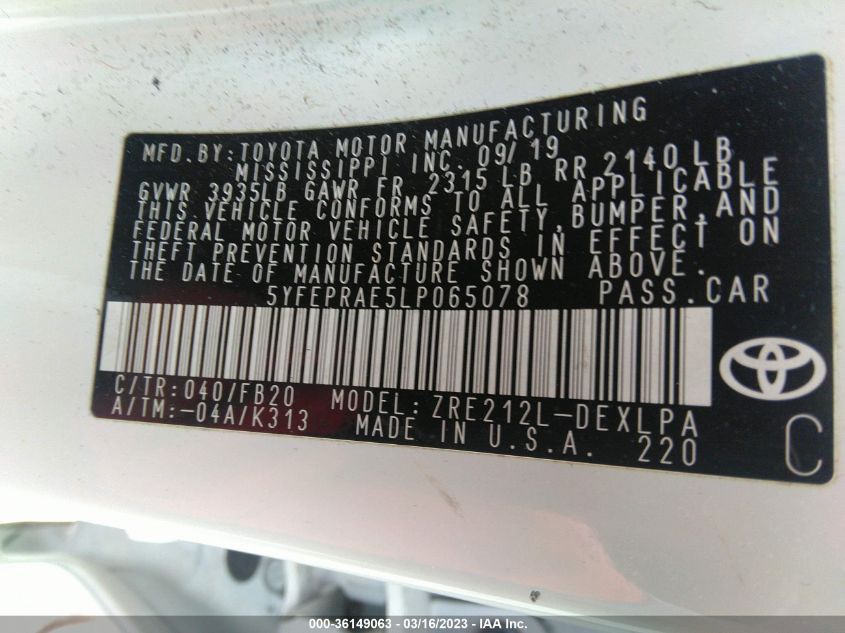 MFD.BY:TOYOTA MOTOR MANUFACTURING
MISSISSIPPI INC. 09/19
GVWR 3935LB GAWR FR 2315LB RR 2140LB
THIS VEHICLE CONFORMS TO ALL APPLICABLE
FEDERAL MOTOR VEHICLE SAFETY,BUMPER,AND
THEFT PREVENTION STANDARDS IN EFFECT ON
THE DATE OF MANUFACTURE SHOWN ABOVE.
5YFEPRAE5LP065078 PASS.CAR
C/TR:040/FB20 MODEL:ZRE212L-DEXLPA
A/TM:-04A/K313 MADE IN U.S.A. 220
C
000-36149063 - 03/16/2023 - IAA Inc.